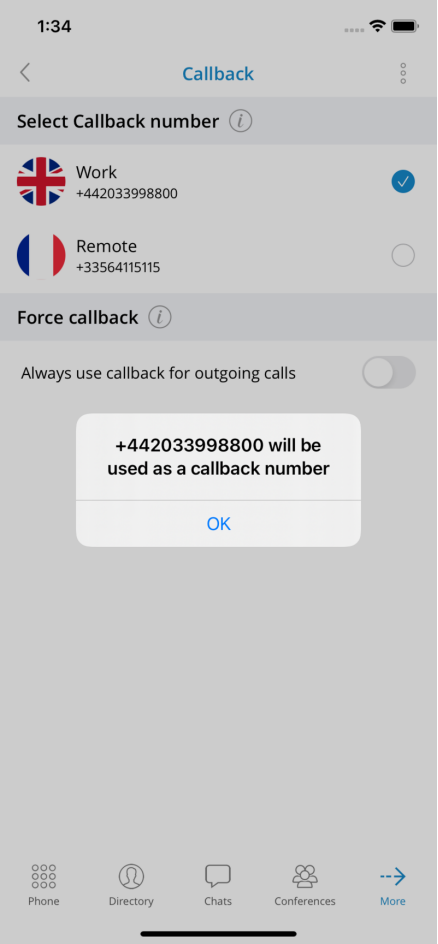 1:34
Callback
Select Callback number i
Work
+442033998800
Remote
+33564115115
Force callback i
Always use callback for outgoing calls
+442033998800 will be
used as a callback number
OK
Phone
Directory
Chats
Conferences
More